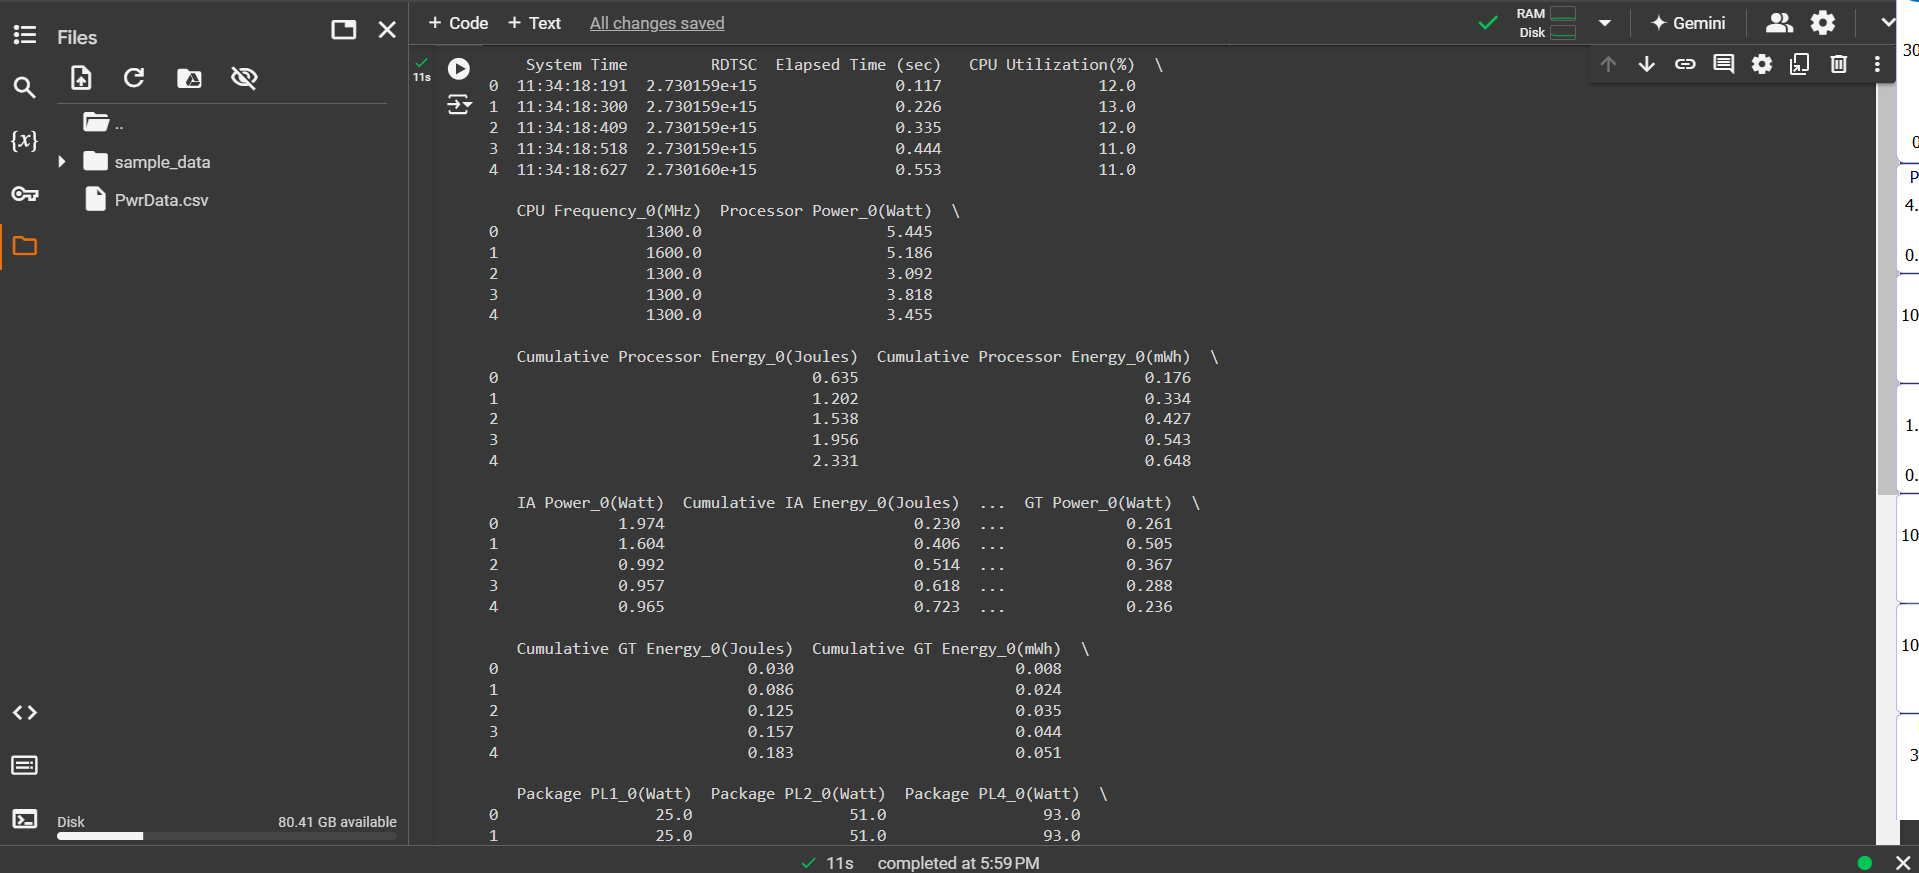 Files
..
sample_data
PwrData.csv
Disk
80.41 GB available
+ Code + Text All changes saved
RAM
Disk
Gemini
11s
System Time RDTSC Elapsed Time (sec) CPU Utilization(%) \
0 11:34:18:191 2.730159e+15 0.117 12.0
1 11:34:18:300 2.730159e+15 0.226 13.0
2 11:34:18:409 2.730159e+15 0.335 12.0
3 11:34:18:518 2.730159e+15 0.444 11.0
4 11:34:18:627 2.730160e+15 0.553 11.0
CPU Frequency_0(MHz) Processor Power_0(Watt) \
0 1300.0 5.445
1 1600.0 5.186
2 1300.0 3.092
3 1300.0 3.818
4 1300.0 3.455
Cumulative Processor Energy_0(Joules) Cumulative Processor Energy_0(mWh) \
0 0.635 0.176
1 1.202 0.334
2 1.538 0.427
3 1.956 0.543
4 2.331 0.648
IA Power_0(Watt) Cumulative IA Energy_0(Joules) ... GT Power_0(Watt) \
0 1.974 0.230 ... 0.261
1 1.604 0.406 ... 0.505
2 0.992 0.514 ... 0.367
3 0.957 0.618 ... 0.288
4 0.965 0.723 ... 0.236
Cumulative GT Energy_0(Joules) Cumulative GT Energy_0(mWh) \
0 0.030 0.008
1 0.086 0.024
2 0.125 0.035
3 0.157 0.044
4 0.183 0.051
Package PL1_0(Watt) Package PL2_0(Watt) Package PL4_0(Watt) \
0 25.0 51.0 93.0
1 25.0 51.0 93.0
11s completed at 5:59 PM